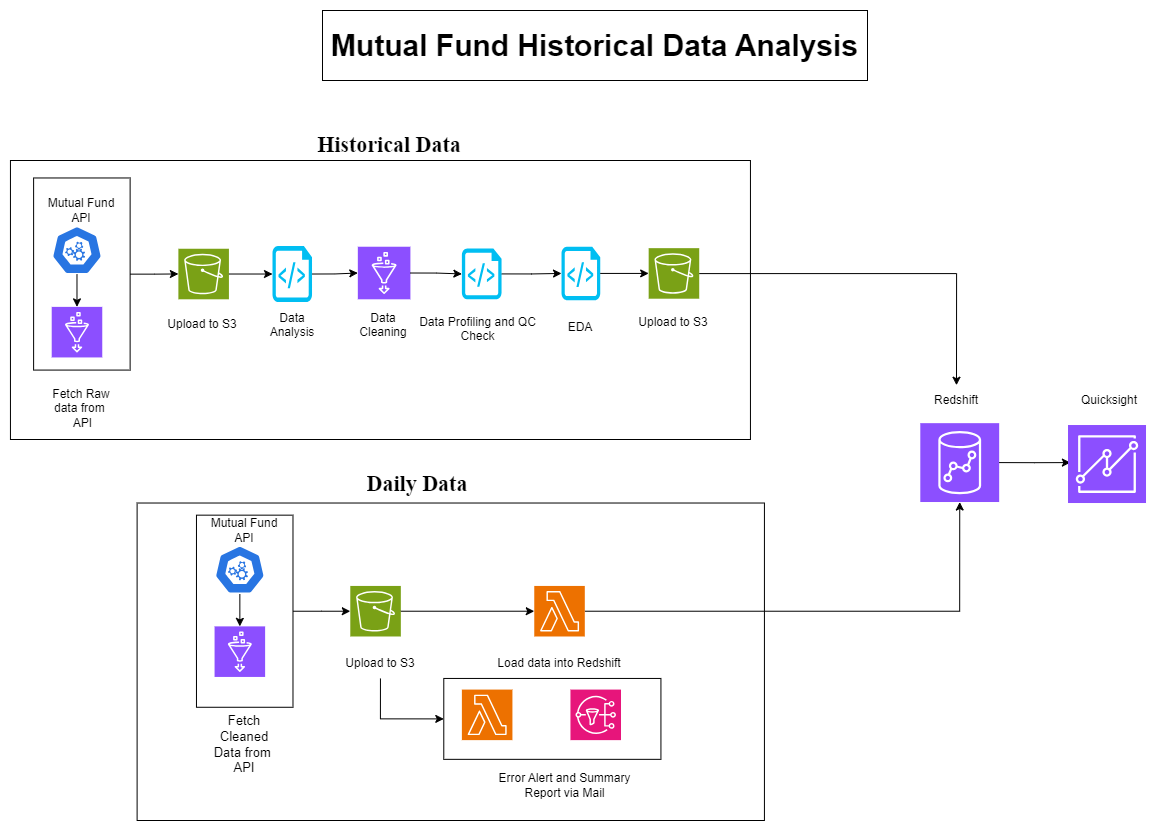 Mutual Fund Historical Data Analysis
Historical Data
Mutual Fund
API
Fetch Raw
data from
API
Upload to S3
Data
Analysis
Data
Cleaning
Data Profiling and QC
Check
EDA
Upload to S3
Redshift
Quicksight
Daily Data
Mutual Fund
API
Fetch
Cleaned
Data from
API
Upload to S3
Load data into Redshift
Error Alert and Summary
Report via Mail